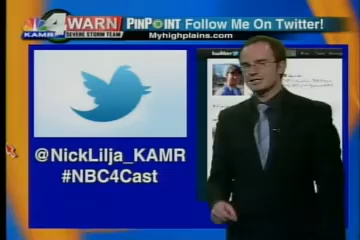 4 WARN
KAMR
SEVERE STORM TEAM
PINPOINT Follow Me On Twitter!
Myhighplains.com
twitter
@NickLilja_KAMR
#NBC4Cast